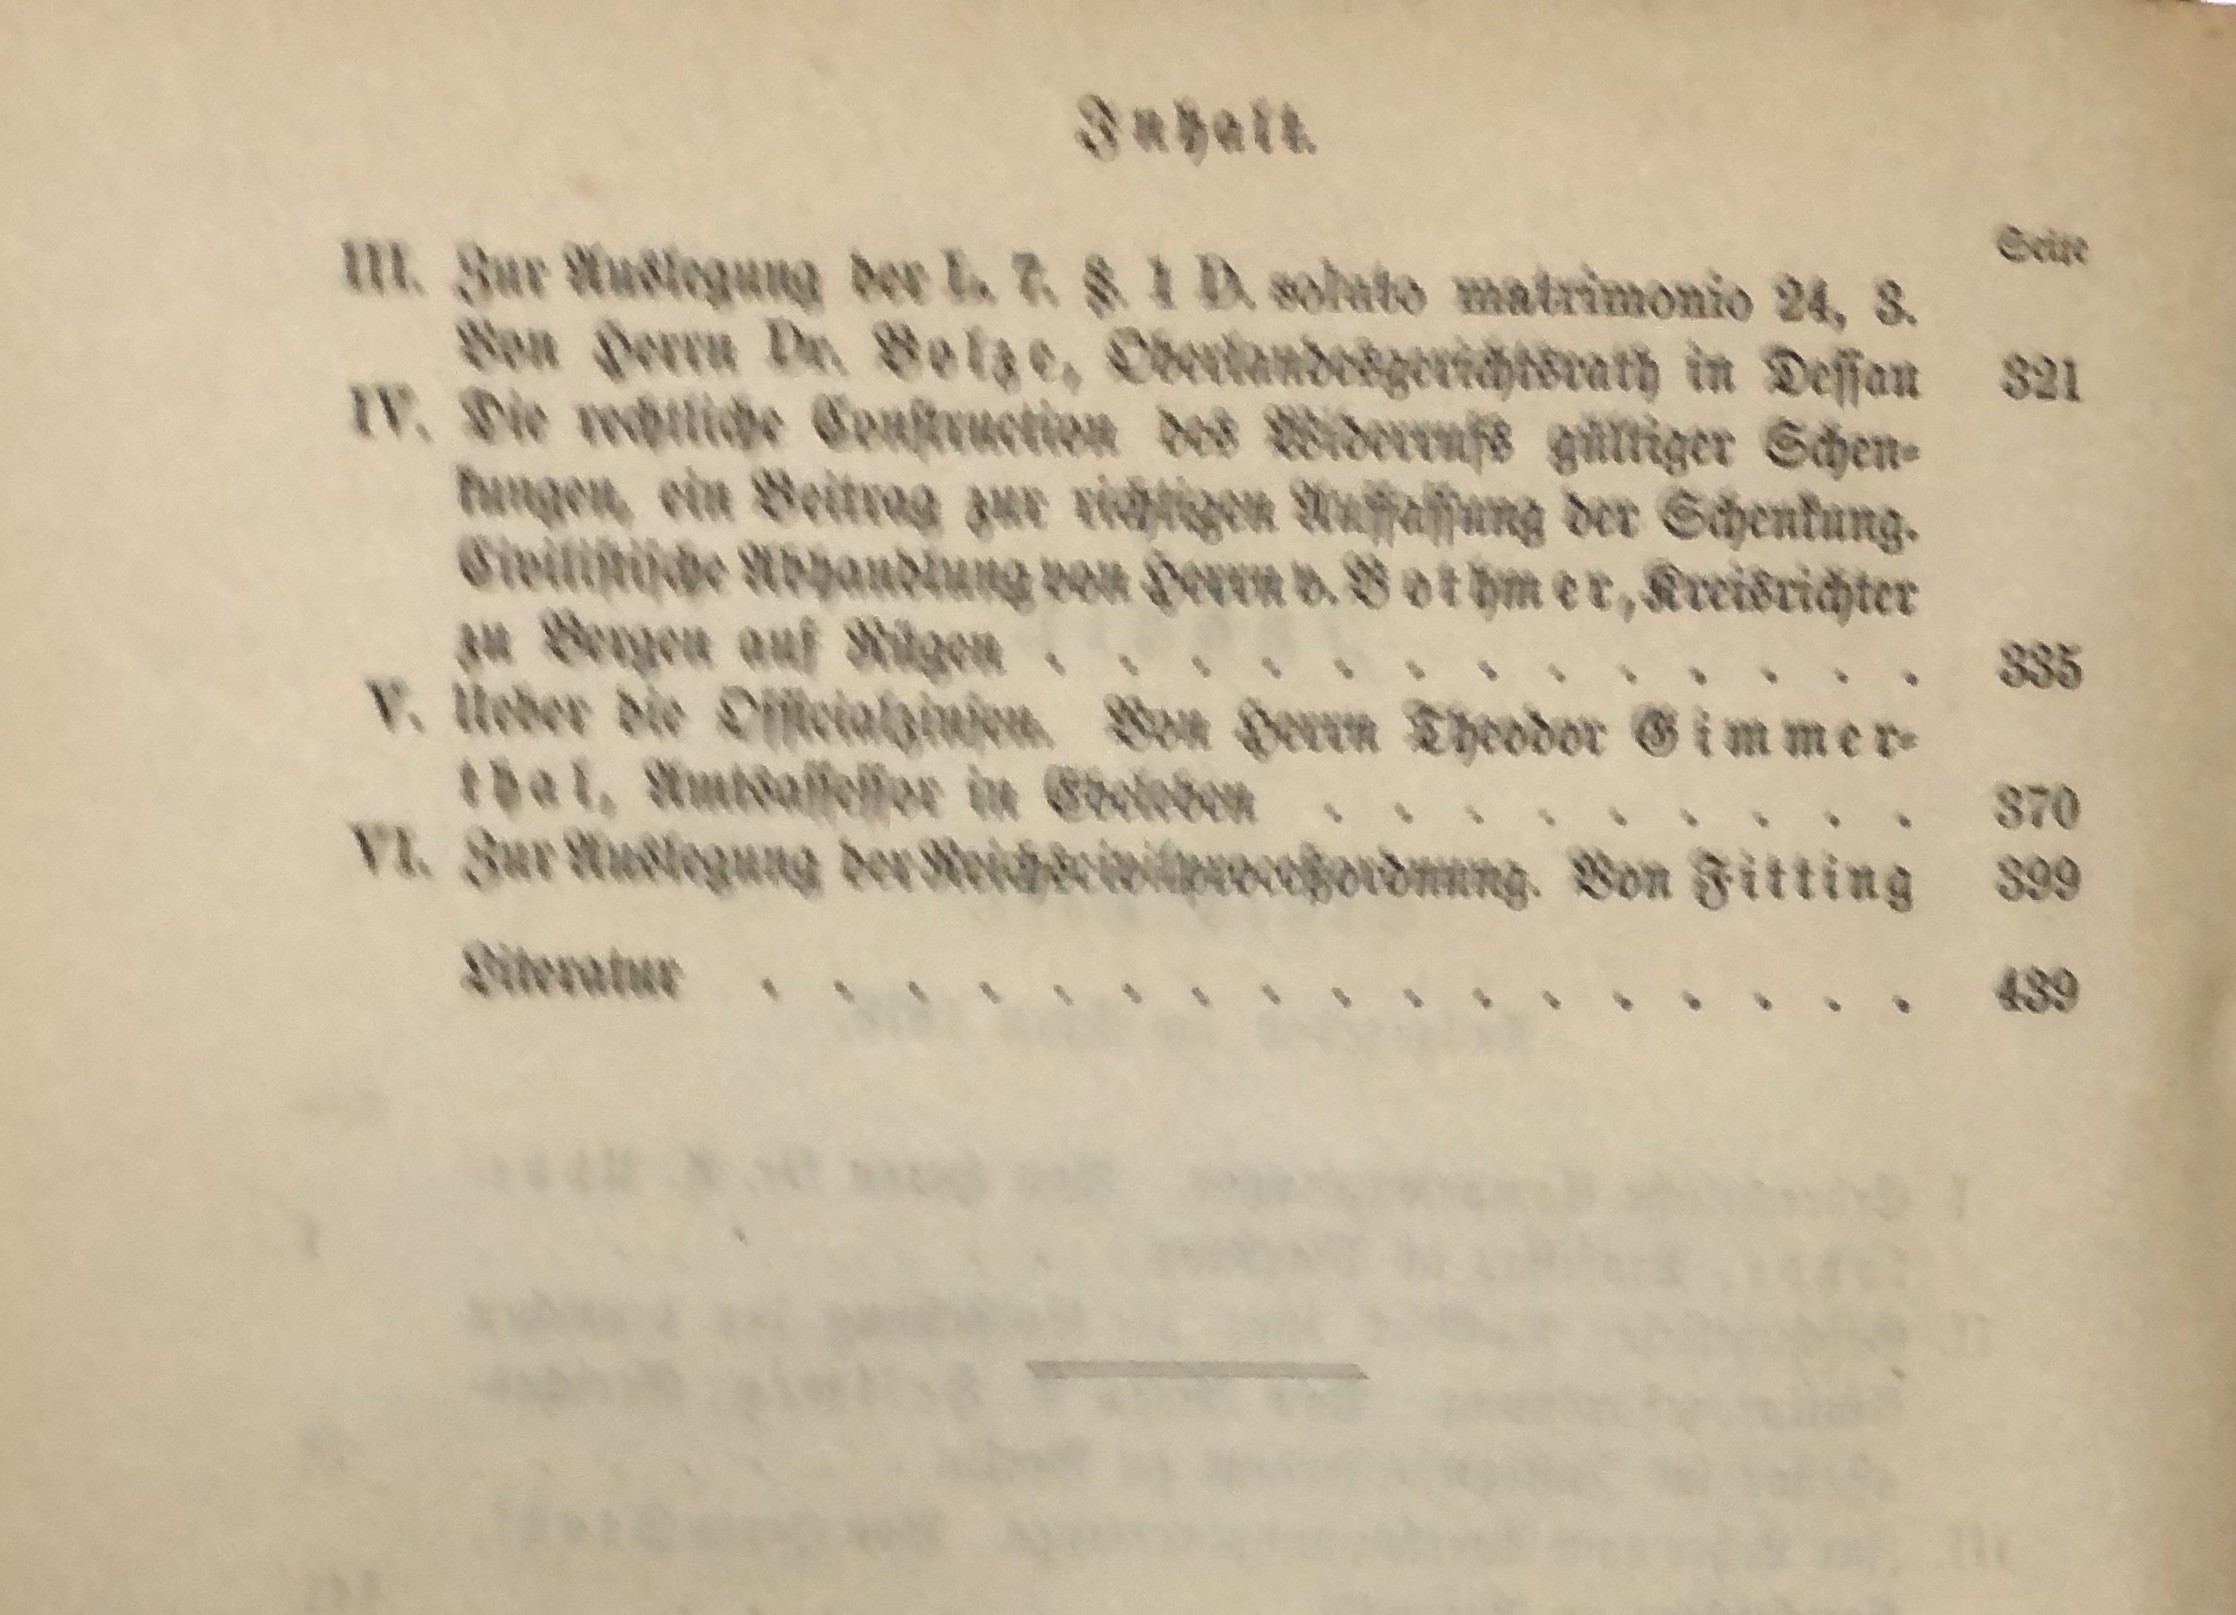 Inhalt.
Seite
III. Zur Auslegung der L. 7. §. 1 D. soluto matrimonio 24, 3.
Von Herrn Dr. Bolze, Oberlandesgerichtsrath in Dessau 321
IV. Die rechtliche Construction des Widerrufs gültiger Schen-
kungen, ein Beitrag zur richtigen Auffassung der Schenkung.
Civilistische Abhandlung von Herrn v. Bothmer, Kreisrichter
zu Bergen auf Rügen . . . . . . . . . . . . . 335
V. Ueber die Officialzinsen. Von Herrn Theodor Gimmer-
thal, Amtsassessor in Ebeleben . . . . . . . . . 370
VI. Zur Auslegung der Reichscivilproceßordnung. Von Fitting 399
Literatur . . . . . . . . . . . . . . . . . 439